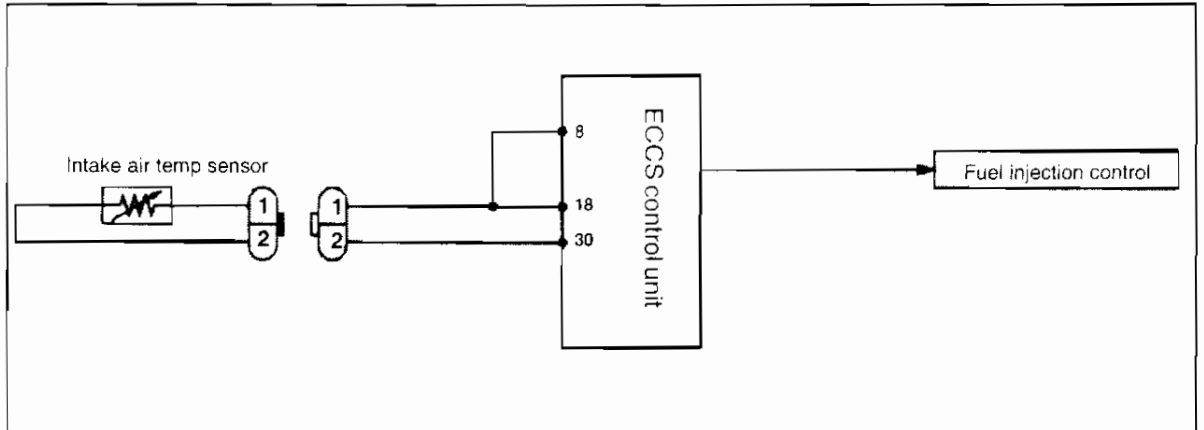 Intake air temp sensor
1
2
1
2
8
18
30
ECCS control unit
Fuel injection control